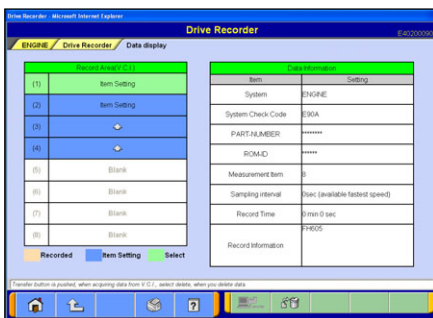 Drive Recorder - Microsoft Internet Explorer
Drive Recorder
E40200090
ENGINE Drive Recorder Data display
Record Area(V.C.I.)
(1) Item Setting
(2) Item Setting
(3)
(4)
(5) Blank
(6) Blank
(7) Blank
(8) Blank
Recorded Item Setting Select
Data Information
Item Setting
System ENGINE
System Check Code E90A
PART-NUMBER ********
ROM-ID ******
Measurement Item 8
Sampling interval 0sec (available fastest speed)
Record Time 0 min 0 sec
Record Information FH605
Transfer button is pushed, when acquiring data from V.C.I., select delete, when you delete data.
?